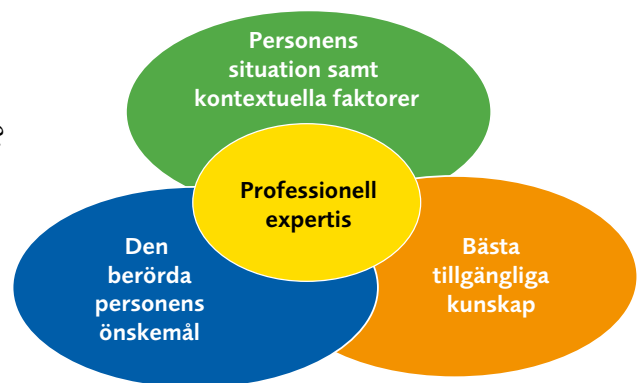 Personens
situation samt
kontextuella faktorer
Professionell
expertis
Den
berörda
personens
önskemål
Bästa
tillgängliga
kunskap